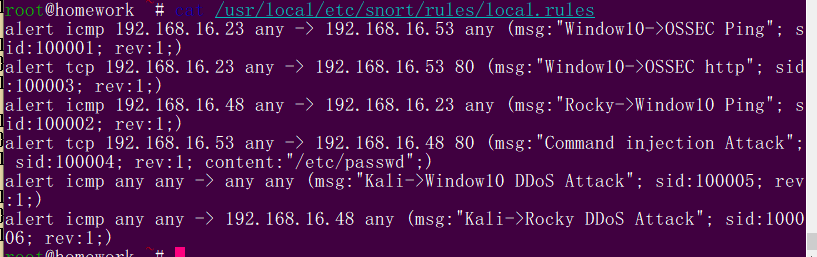 root@homework ~# /usr/local/etc/snort/rules/local.rules
alert icmp 192.168.16.23 any -> 192.168.16.53 any (msg:"Window10->OSSEC Ping"; s
id:100001; rev:1;)
alert tcp 192.168.16.23 any -> 192.168.16.53 80 (msg:"Window10->OSSEC http"; sid
:100003; rev:1;)
alert icmp 192.168.16.48 any -> 192.168.16.23 any (msg:"Rocky->Window10 Ping"; s
id:100002; rev:1;)
alert tcp 192.168.16.53 any -> 192.168.16.48 80 (msg:"Command injection Attack";
sid:100004; rev:1; content:"/etc/passwd";)
alert icmp any any -> any any (msg:"Kali->Window10 DDoS Attack"; sid:100005; rev
:1;)
alert icmp any any -> 192.168.16.48 any (msg:"Kali->Rocky DDoS Attack"; sid:1000
06; rev:1;)
root@homework ~#